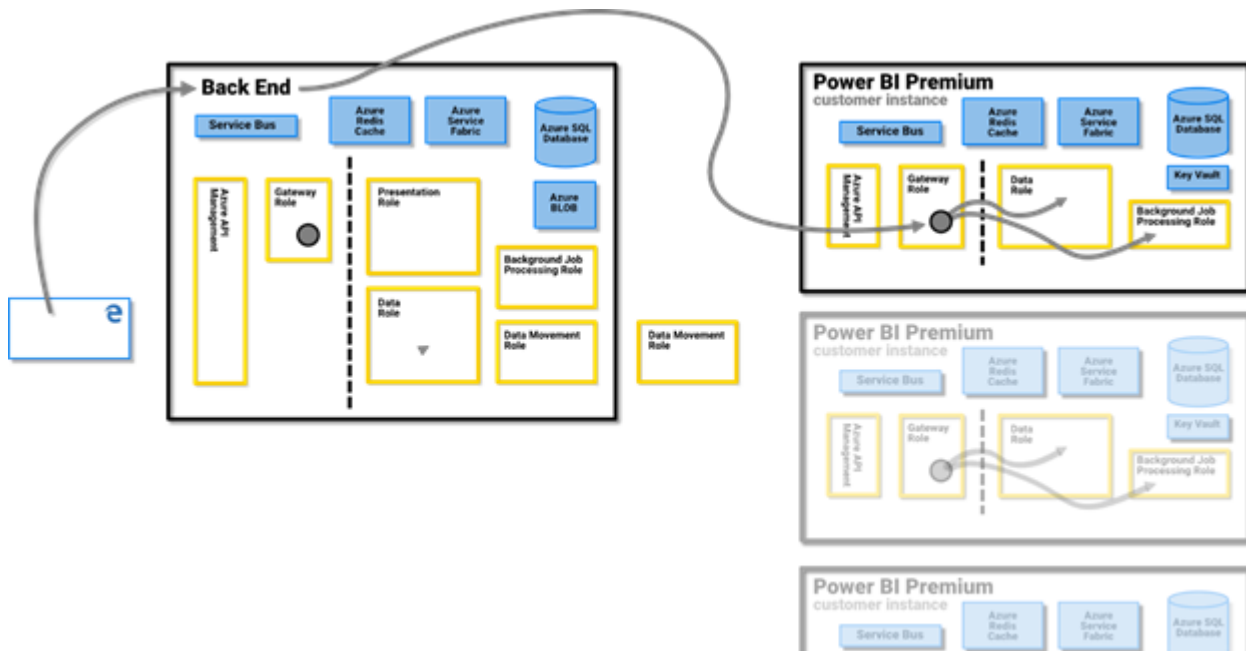 Back End
Service Bus
Azure
Redis
Cache
Azure
Service
Fabric
Azure SQL
Database
Azure
BLOB
Azure API
Management
Gateway
Role
Presentation
Role
Background Job
Processing Role
Data
Role
Data Movement
Role
Data Movement
Role
Power BI Premium
customer instance
Service Bus
Azure
Redis
Cache
Azure
Service
Fabric
Azure SQL
Database
Key Vault
Azure API
Management
Gateway
Role
Data
Role
Background Job
Processing Role
Power BI Premium
customer instance
Service Bus
Azure
Redis
Cache
Azure
Service
Fabric
Azure SQL
Database
Key Vault
Azure API
Management
Gateway
Role
Data
Role
Background Job
Processing Role
Power BI Premium
customer instance
Service Bus
Azure
Redis
Cache
Azure
Service
Fabric
Azure SQL
Database